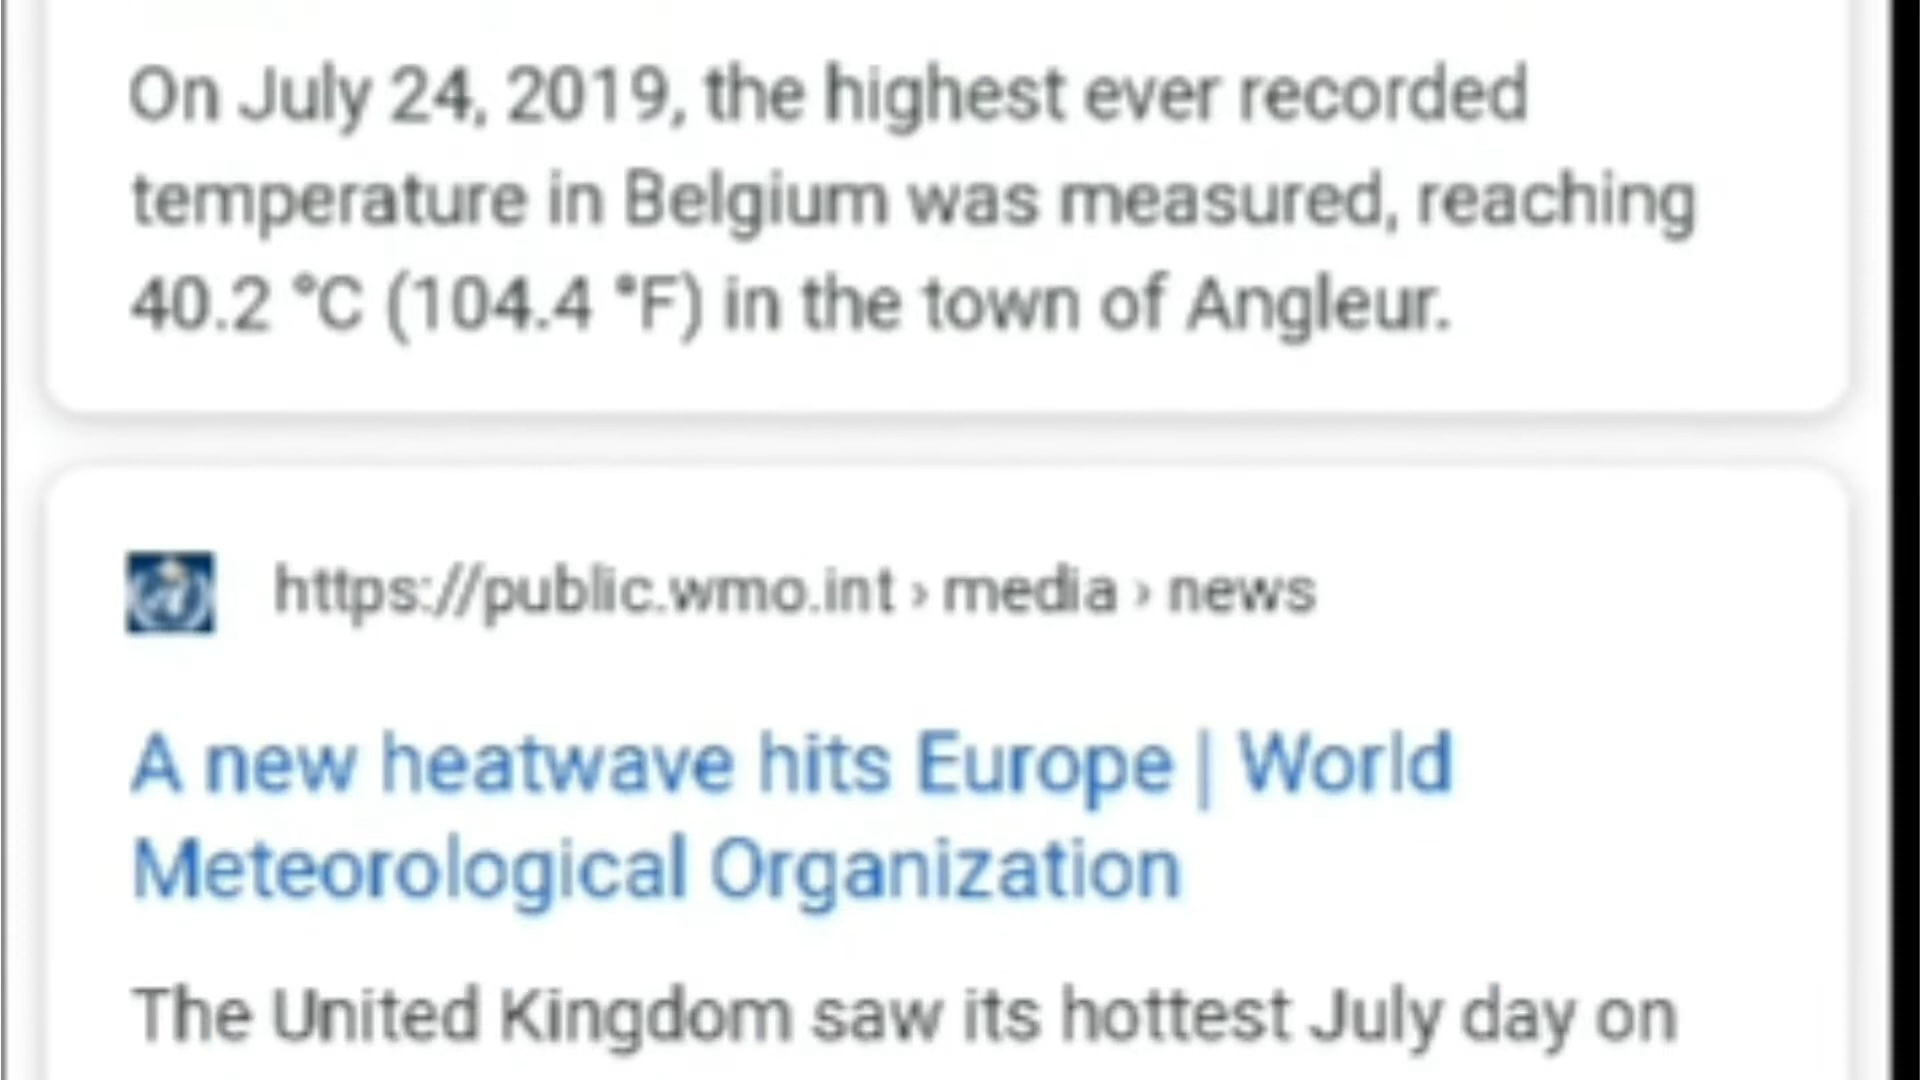 On July 24, 2019, the highest ever recorded
temperature in Belgium was measured, reaching
40.2 °C (104.4 °F) in the town of Angleur.
https://public.wmo.int › media › news
A new heatwave hits Europe | World
Meteorological Organization
The United Kingdom saw its hottest July day on